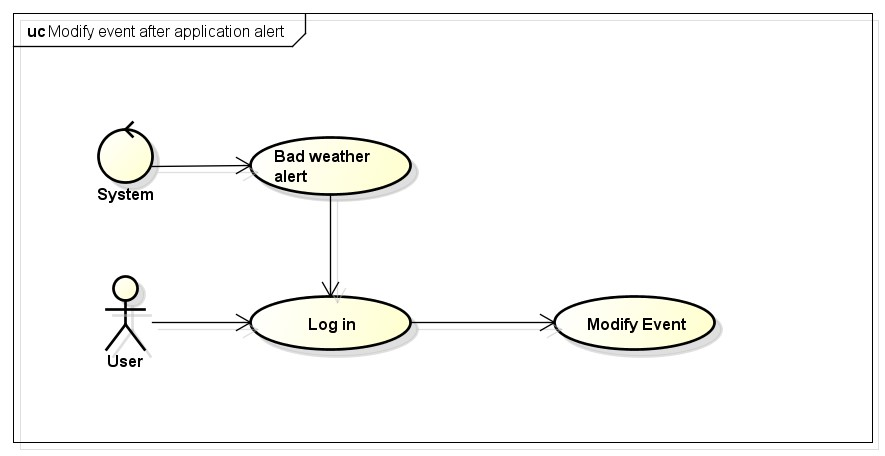 uc Modify event after application alert
Bad weather
alert
System
Log in
Modify Event
User